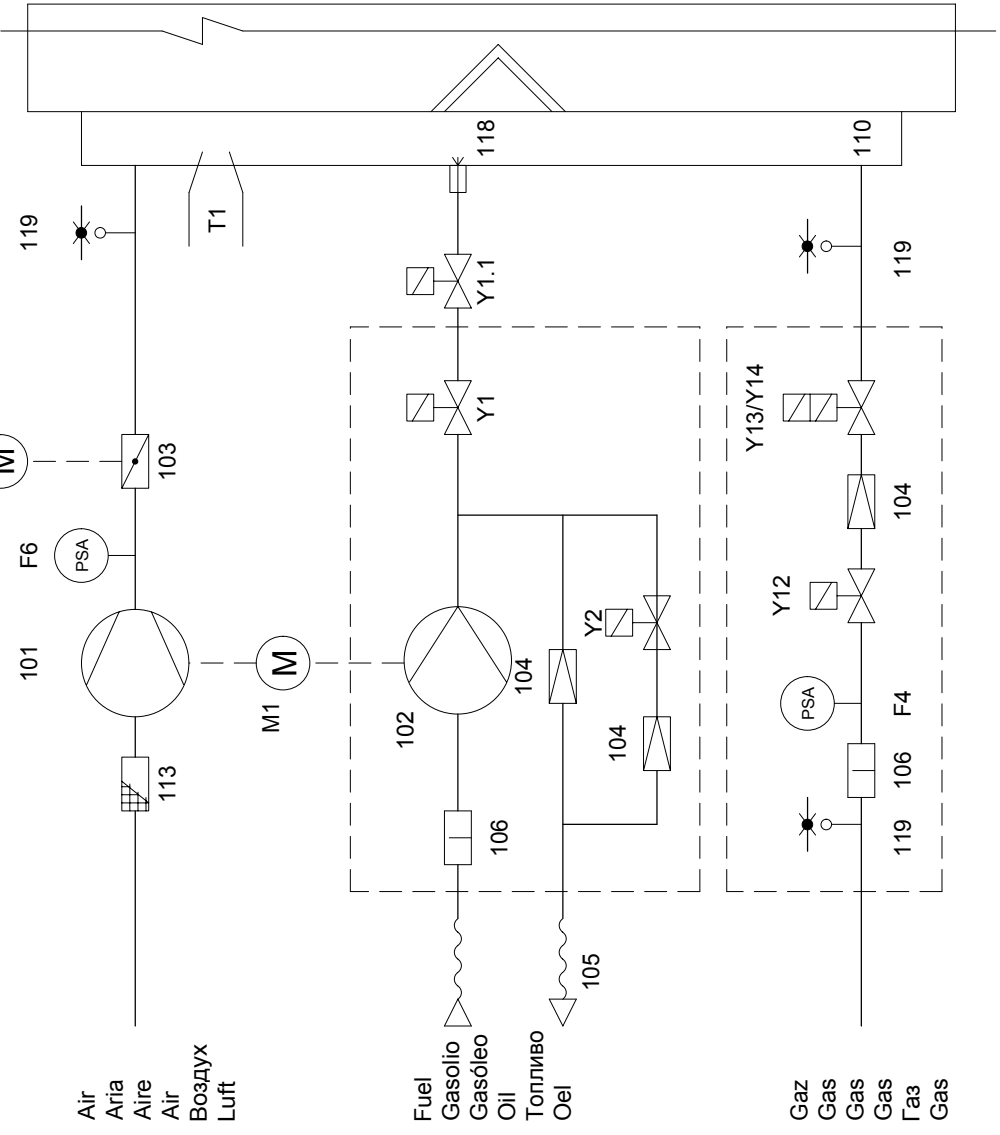 Air
Aria
Aire
Air
Воздух
Luft
113
101
F6
PSA
103
M
119
T1
M1
M
Fuel
Gasolio
Gasóleo
Oil
Топливо
Oel
105
106
102
104
104
Y2
Y1
Y1.1
118
Gaz
Gas
Gas
Gas
Газ
Gas
119
106
F4
PSA
Y12
104
Y13/Y14
119
110